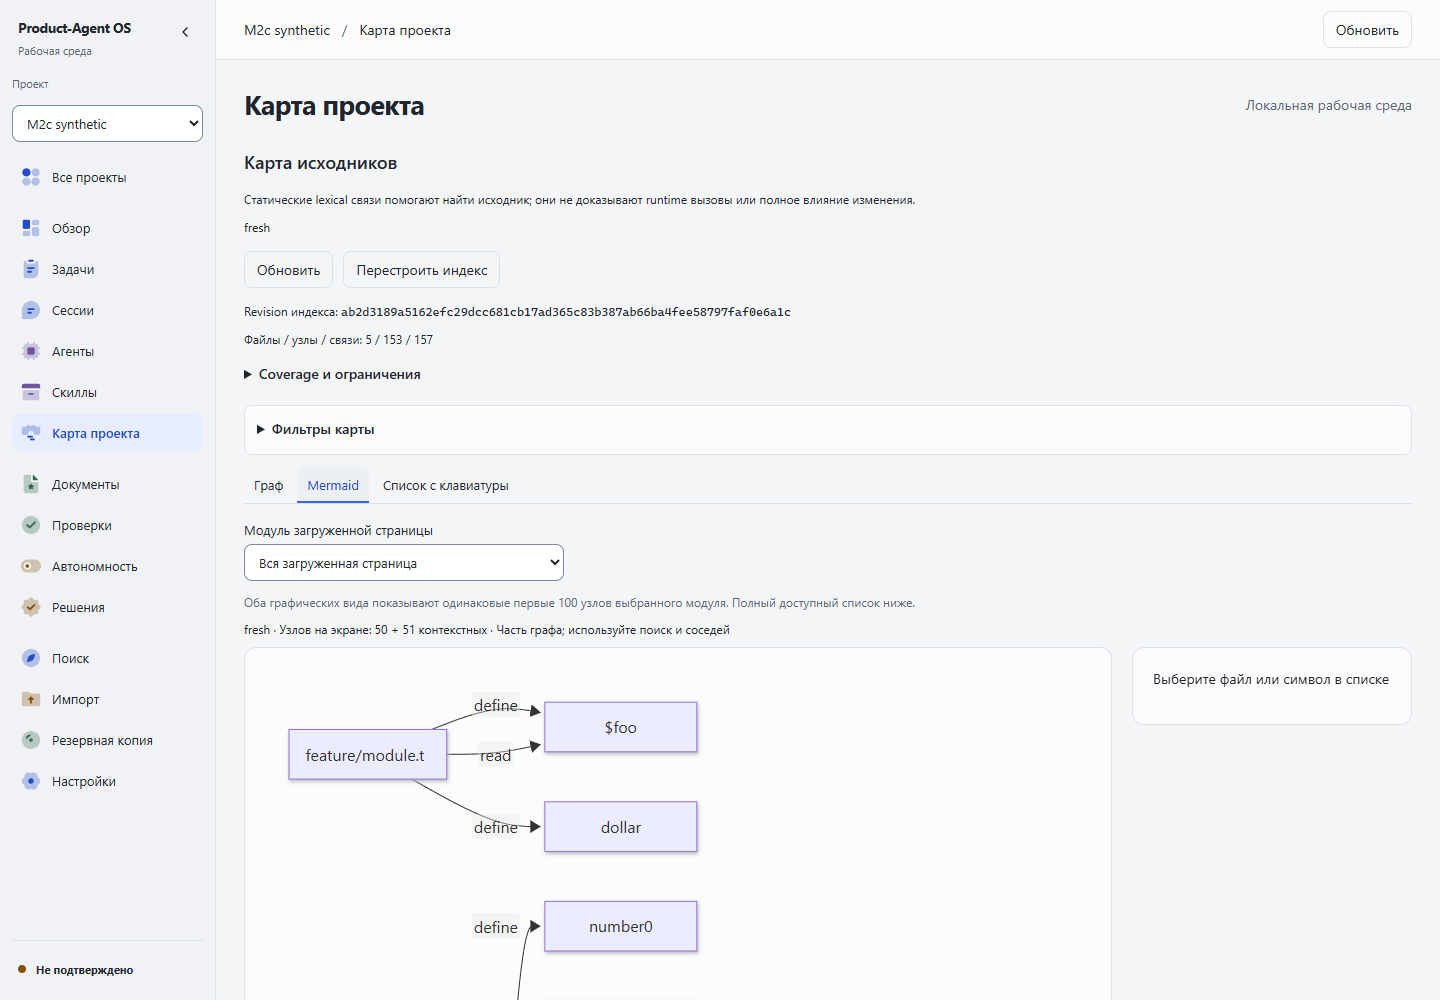 Product-Agent OS
Рабочая среда
Проект
M2c synthetic
Все проекты
Обзор
Задачи
Сессии
Агенты
Скиллы
Карта проекта
Документы
Проверки
Автономность
Решения
Поиск
Импорт
Резервная копия
Настройки
Не подтверждено
M2c synthetic / Карта проекта
Обновить
Карта проекта
Локальная рабочая среда
Карта исходников
Статические lexical связи помогают найти исходник; они не доказывают runtime вызовы или полное влияние изменения.
fresh
Обновить
Перестроить индекс
Revision индекса: ab2d3189a5162efc29dcc681cb17ad365c83b387ab66ba4fee58797faf0e6a1c
Файлы / узлы / связи: 5 / 153 / 157
Coverage и ограничения
Фильтры карты
Граф
Mermaid
Список с клавиатуры
Модуль загруженной страницы
Вся загруженная страница
Оба графических вида показывают одинаковые первые 100 узлов выбранного модуля. Полный доступный список ниже.
fresh · Узлов на экране: 50 + 51 контекстных · Часть графа; используйте поиск и соседей
define
$foo
feature/module.t
read
define
dollar
define
number0
Выберите файл или символ в списке